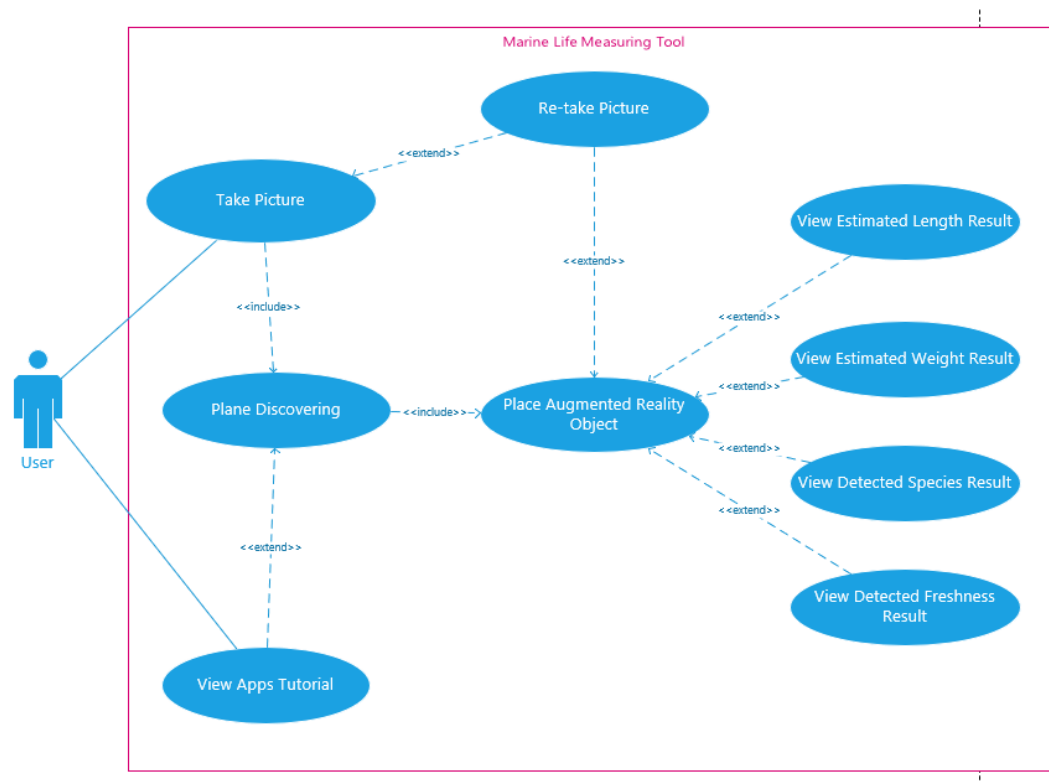 Marine Life Measuring Tool
Re-take Picture
<<extend>>
Take Picture
View Estimated Length Result
<<extend>>
<<include>>
<<extend>>
View Estimated Weight Result
<<extend>>
Plane Discovering
<<include>>
Place Augmented Reality
Object
User
<<extend>>
View Detected Species Result
<<extend>>
<<extend>>
View Detected Freshness
Result
View Apps Tutorial